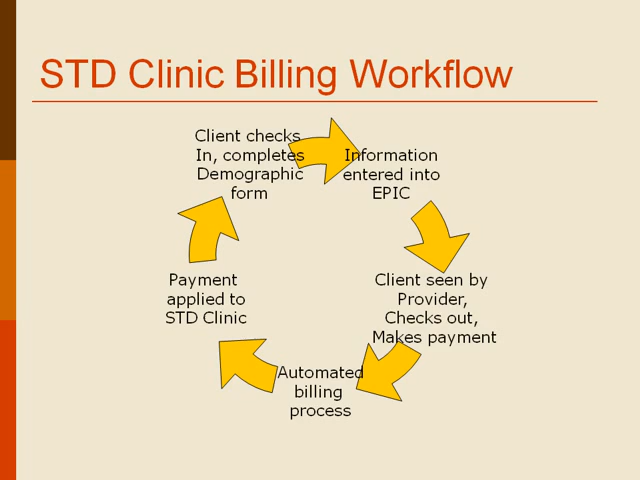 STD Clinic Billing Workflow
Client checks
In, completes
Demographic
form
Information
entered into
EPIC
Client seen by
Provider,
Checks out,
Makes payment
Automated
billing
process
Payment
applied to
STD Clinic